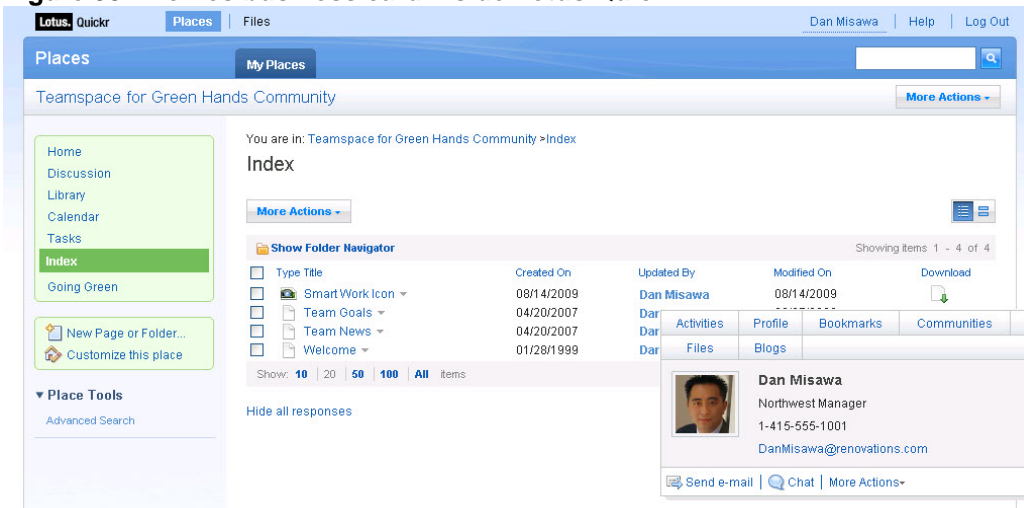 Lotus. Quickr Places Files Dan Misawa Help Log Out
Places My Places
Teamspace for Green Hands Community More Actions
Home
Discussion
Library
Calendar
Tasks
Index
Going Green
New Page or Folder...
Customize this place
Place Tools
Advanced Search
You are in: Teamspace for Green Hands Community >Index
Index
More Actions
Show Folder Navigator Showing items 1 - 4 of 4
Type Title Created On Updated By Modified On Download
Smart Work Icon 08/14/2009 Dan Misawa 08/14/2009
Team Goals 04/20/2007
Team News 04/20/2007
Welcome 01/28/1999
Show: 10 | 20 | 50 | 100 | All items
Hide all responses
Activities Profile Bookmarks Communities
Files Blogs
Dan Misawa
Northwest Manager
1-415-555-1001
DanMisawa@renovations.com
Send e-mail | Chat | More Actions